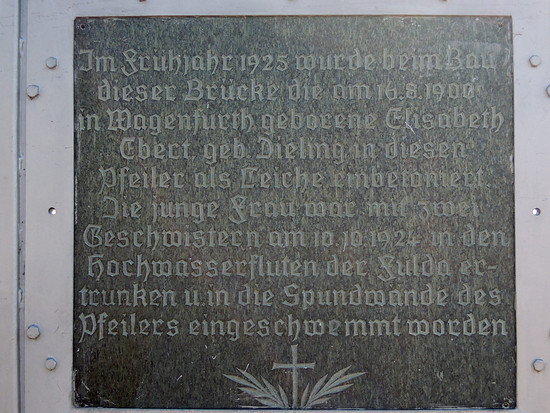 Im Frühjahr 1925 wurde beim Bau
dieser Brücke die am 16.8.1900
in Wagenfurth geborene Elisabeth
Ebert, geb. Dieling in diesen
Pfeiler als Leiche einbetoniert.
Die junge Frau war mit zwei
Geschwistern am 10.10.1924 in den
Hochwasserfluten der Fulda er-
trunken u in die Spundwände des
Pfeilers eingeschwemmt worden